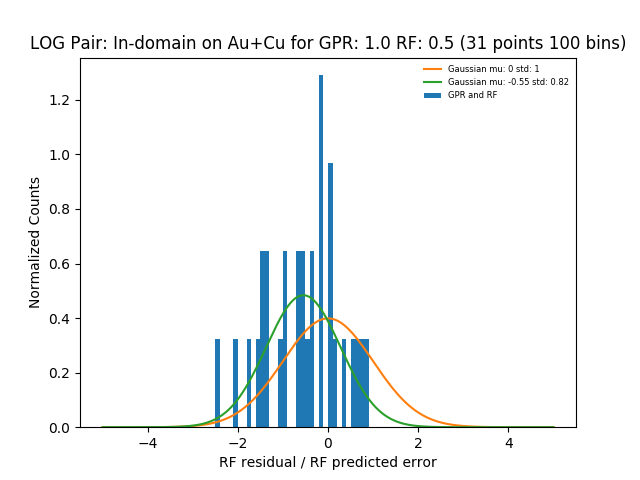 LOG Pair: In-domain on Au+Cu for GPR: 1.0 RF: 0.5 (31 points 100 bins)
Gaussian mu: 0 std: 1
Gaussian mu: -0.55 std: 0.82
GPR and RF
Normalized Counts
1.2
1.0
0.8
0.6
0.4
0.2
0.0
−4 −2 0 2 4
RF residual / RF predicted error